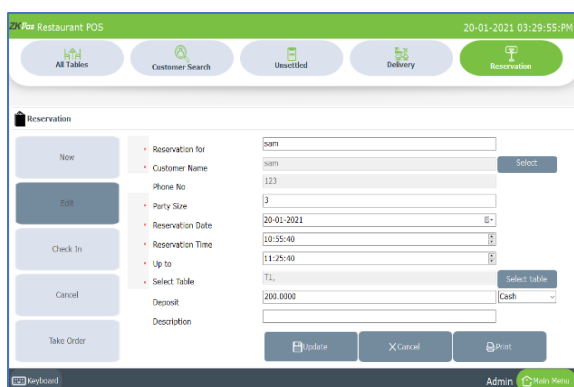 ZKPos Restaurant POS 20-01-2021 03:29:55:PM
All Tables Customer Search Unsettled Delivery Reservation
Reservation
New
Edit
Check In
Cancel
Take Order
* Reservation for sam
* Customer Name sam Select
Phone No 123
* Party Size 3
* Reservation Date 20-01-2021
* Reservation Time 10:55:40
* Up to 11:25:40
* Select Table T1, Select table
Deposit 200.0000 Cash
Description
Update Cancel Print
Keyboard Admin Main Menu